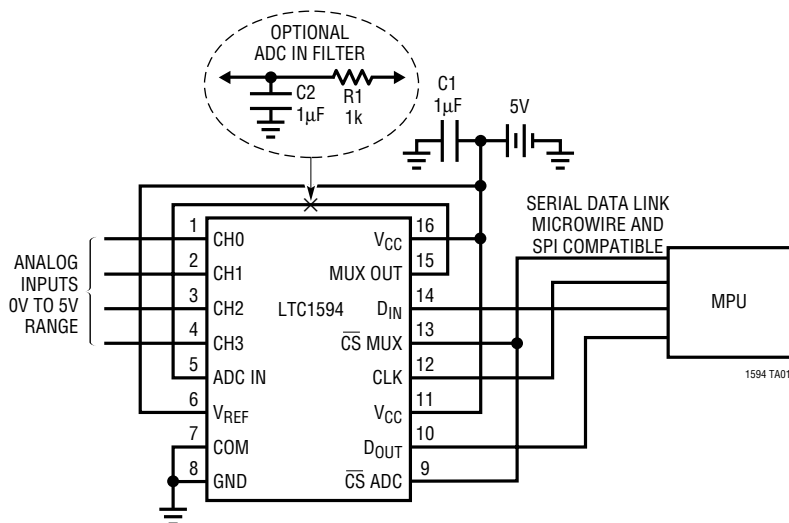 OPTIONAL
ADC IN FILTER
C2
1µF
R1
1k
C1
1µF
5V
SERIAL DATA LINK
MICROWIRE AND
SPI COMPATIBLE
ANALOG
INPUTS
0V TO 5V
RANGE
1 CH0
2 CH1
3 CH2
4 CH3
5 ADC IN
6 VREF
7 COM
8 GND
LTC1594
16 VCC
15 MUX OUT
14 DIN
13 CS MUX
12 CLK
11 VCC
10 DOUT
9 CS ADC
MPU
1594 TA01